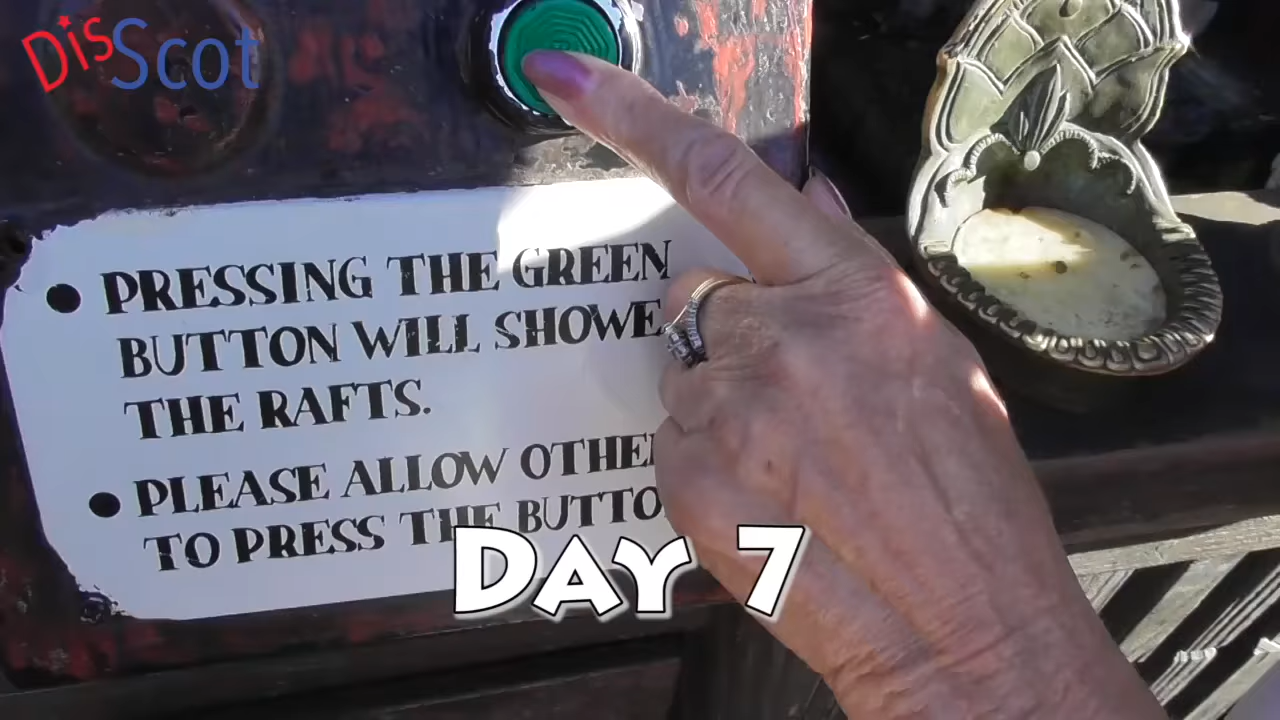 DisScot
PRESSING THE GREEN
BUTTON WILL SHOWE
THE RAFTS.
PLEASE ALLOW OTHE
TO PRESS THE BUTTO
DAY 7